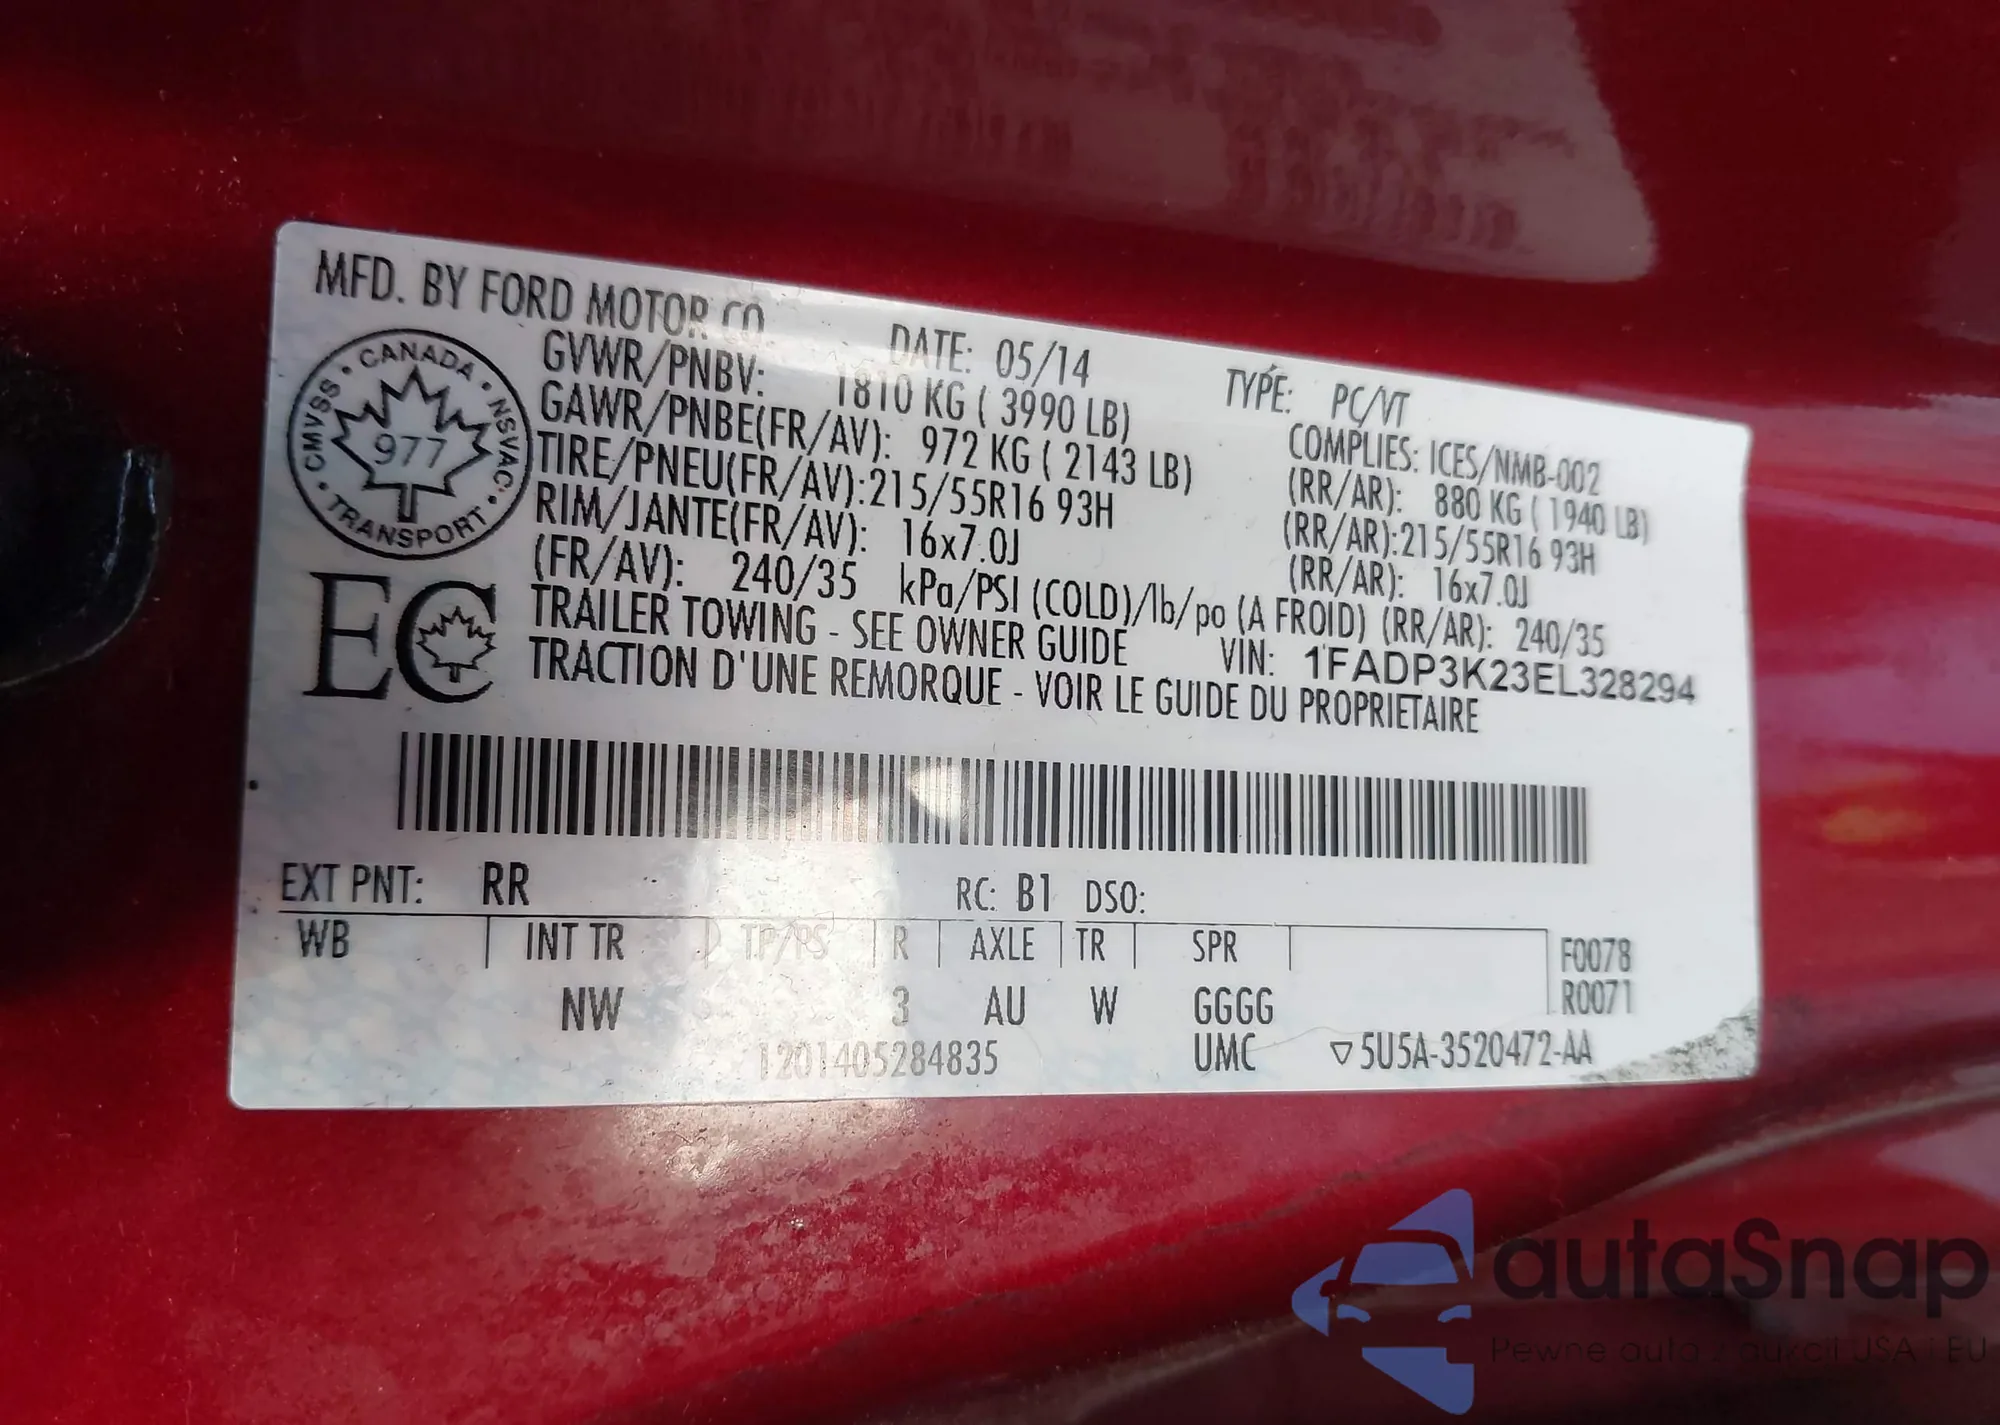 MFD. BY FORD MOTOR CO. DATE: 05/14 TYPE: PC/VT
GVWR/PNBV: 1810 KG ( 3990 LB) COMPLIES: ICES/NMB-002
GAWR/PNBE(FR/AV): 972 KG ( 2143 LB) (RR/AR): 880 KG ( 1940 LB)
TIRE/PNEU(FR/AV):215/55R16 93H (RR/AR):215/55R16 93H
RIM/JANTE(FR/AV): 16x7.0J (RR/AR): 16x7.0J
(FR/AV): 240/35 kPa/PSI (COLD)/lb/po (A FROID) (RR/AR): 240/35
TRAILER TOWING - SEE OWNER GUIDE VIN: 1FADP3K23EL328294
TRACTION D'UNE REMORQUE - VOIR LE GUIDE DU PROPRIETAIRE
CANADA · NSVAC · TRANSPORT · CMVSS ·
977
EC
EXT PNT: RR RC: B1 DSO:
WB INT TR TP/PS R AXLE TR SPR F0078
NW 3 AU W GGGG R0071
1201405284835 UMC ▽5U5A-3520472-AA
autaSnap
Pewne auta z aukcji USA i EU